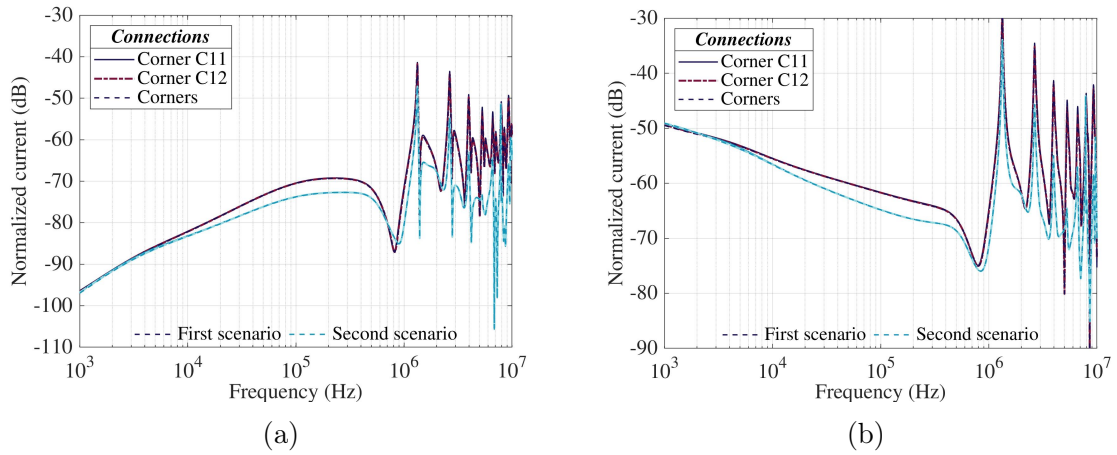 Connections
Corner C11
Corner C12
Corners
First scenario
Second scenario
Normalized current (dB)
-30
-40
-50
-60
-70
-80
-90
-100
-110
10^3
10^4
10^5
10^6
10^7
Frequency (Hz)
(a)
Connections
Corner C11
Corner C12
Corners
First scenario
Second scenario
Normalized current (dB)
-30
-40
-50
-60
-70
-80
-90
10^3
10^4
10^5
10^6
10^7
Frequency (Hz)
(b)